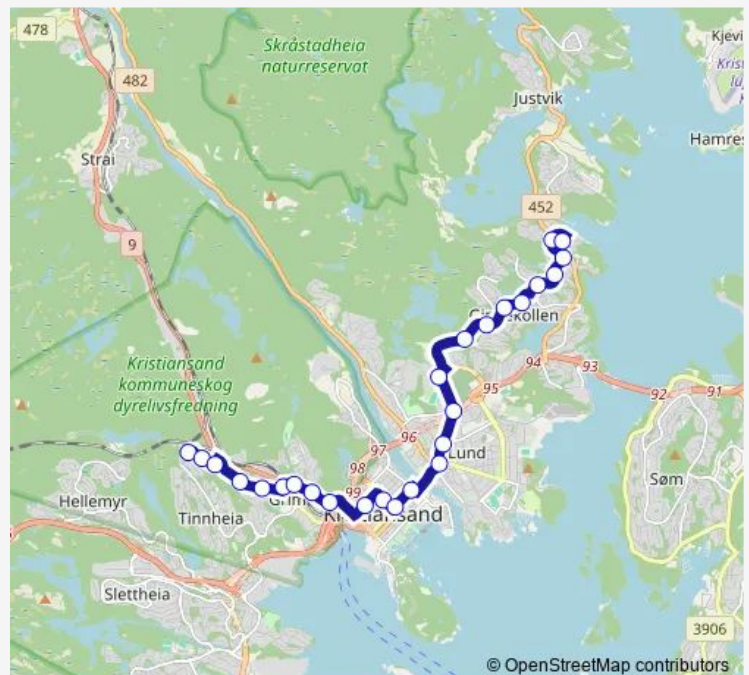 478
Skråstadheia
naturreservat
Kjevi
482
Justvik
Hamres
Strai
452
9
Kristiansand
kommuneskog
dyrelivsfredning
94
93
92
91
95
96
97
98
99
Lund
Søm
Hellemyr
Tinnheia
Slettheia
3906
© OpenStreetMap contributors